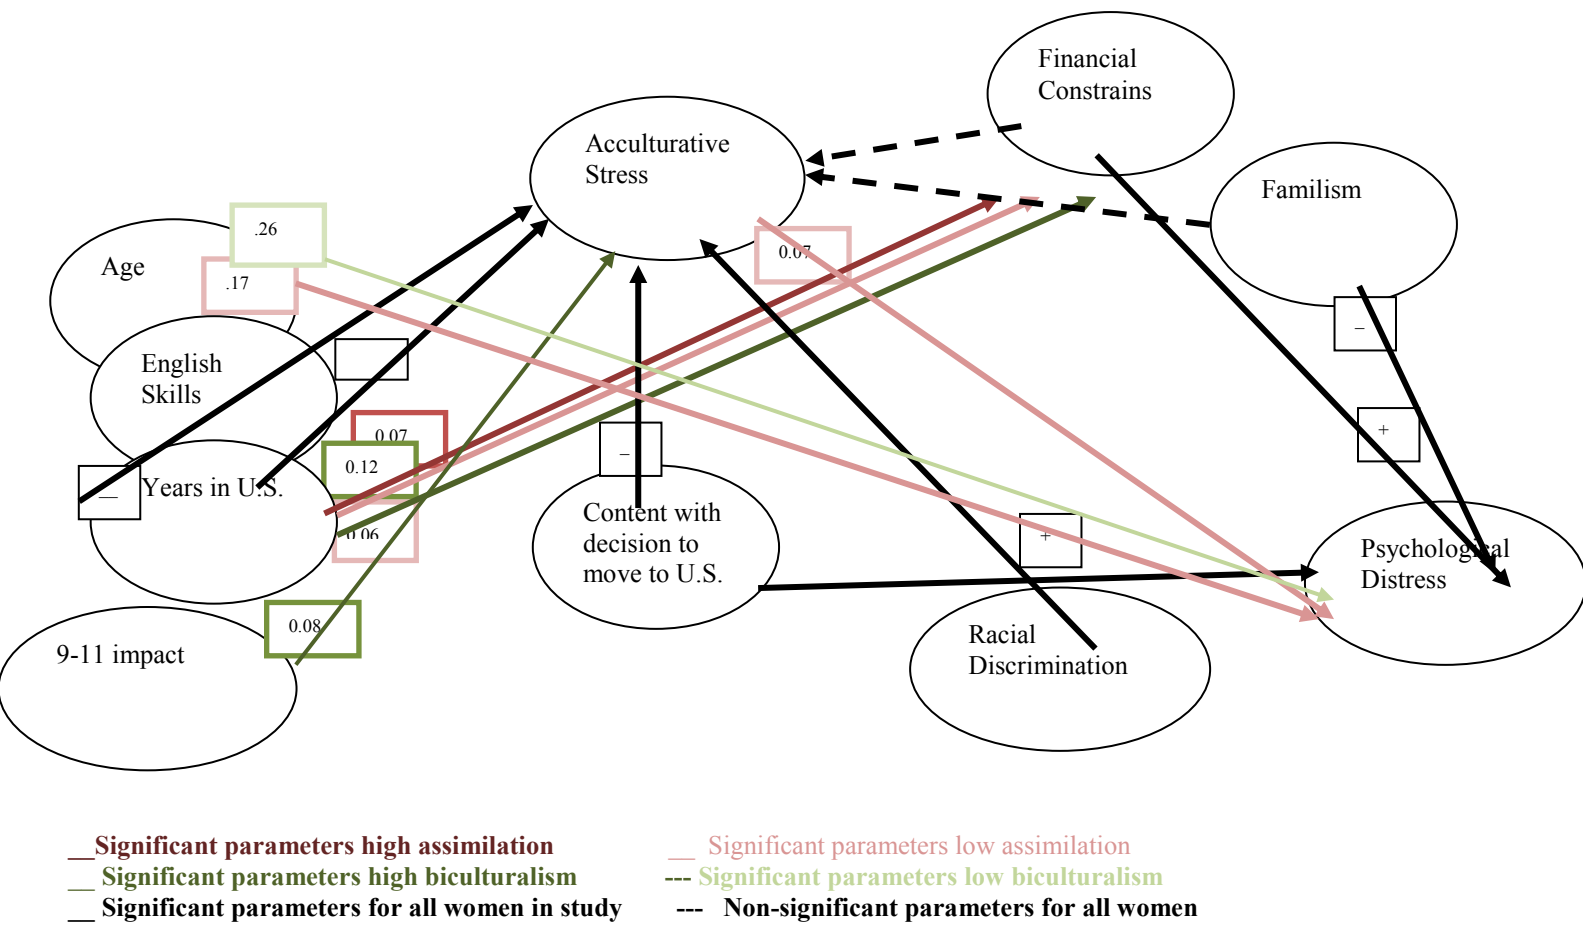 Financial
Constrains
Acculturative
Stress
Familism
.26
Age
0.07
.17
English
Skills
–
0.07
+
0.12
–
Years in U.S.
__
Content with
decision to
move to U.S.
0.06
+
Psychological
Distress
0.08
Racial
Discrimination
9-11 impact
__Significant parameters high assimilation
__ Significant parameters low assimilation
__ Significant parameters high biculturalism
--- Significant parameters low biculturalism
__ Significant parameters for all women in study
--- Non-significant parameters for all women